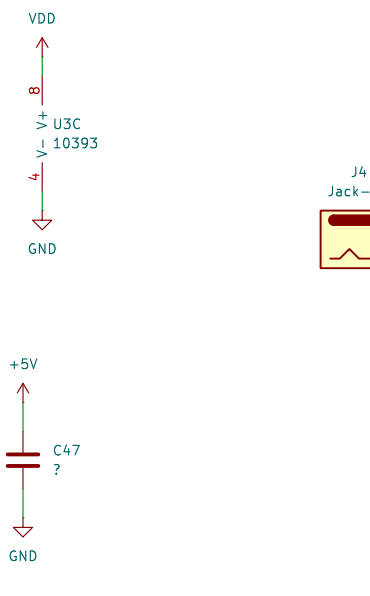 VDD
8
V+
U3C
10393
V-
4
GND
J4
Jack-
+5V
C47
?
GND